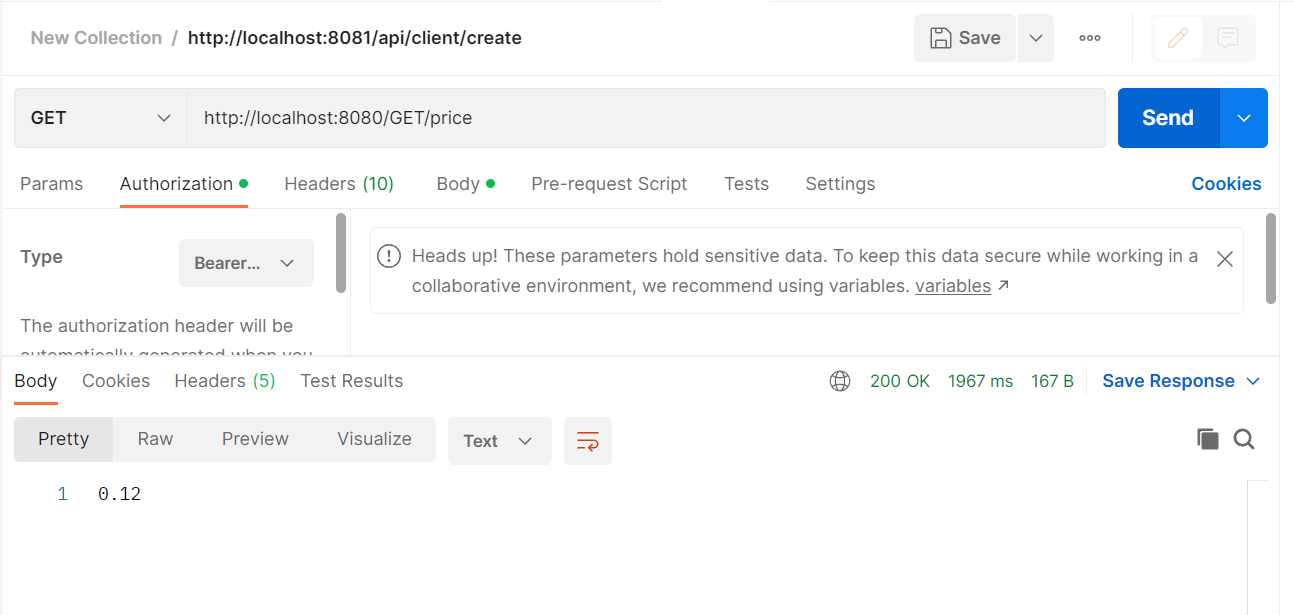 New Collection / http://localhost:8081/api/client/create
Save
GET
http://localhost:8080/GET/price
Send
Params
Authorization
Headers (10)
Body
Pre-request Script
Tests
Settings
Cookies
Type
Bearer...
The authorization header will be
automatically generated when you
Heads up! These parameters hold sensitive data. To keep this data secure while working in a
collaborative environment, we recommend using variables. variables
Body
Cookies
Headers (5)
Test Results
200 OK
1967 ms
167 B
Save Response
Pretty
Raw
Preview
Visualize
Text
1
0.12